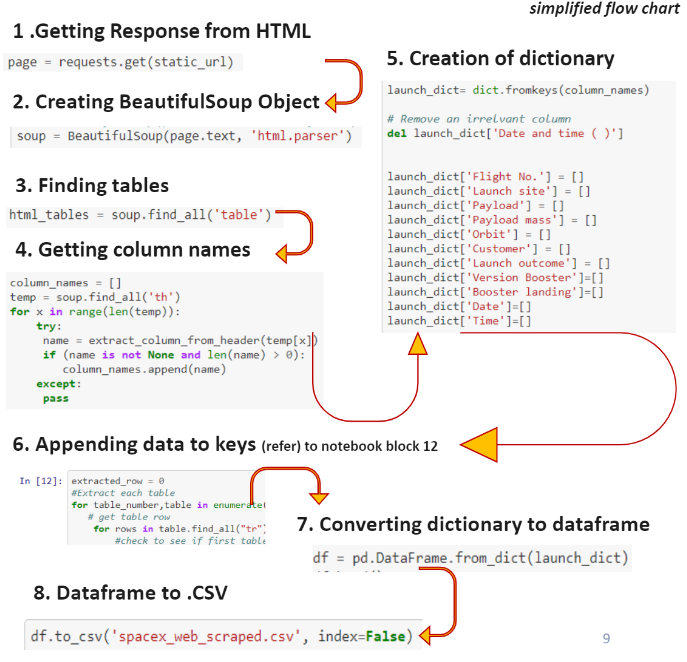 simplified flow chart
1 .Getting Response from HTML
page = requests.get(static_url)
2. Creating BeautifulSoup Object
soup = BeautifulSoup(page.text, 'html.parser')
3. Finding tables
html_tables = soup.find_all('table')
4. Getting column names
column_names = []
temp = soup.find_all('th')
for x in range(len(temp)):
try:
name = extract_column_from_header(temp[x])
if (name is not None and len(name) > 0):
column_names.append(name)
except:
pass
5. Creation of dictionary
launch_dict= dict.fromkeys(column_names)
# Remove an irrelvant column
del launch_dict['Date and time ( )']
launch_dict['Flight No.'] = []
launch_dict['Launch site'] = []
launch_dict['Payload'] = []
launch_dict['Payload mass'] = []
launch_dict['Orbit'] = []
launch_dict['Customer'] = []
launch_dict['Launch outcome'] = []
launch_dict['Version Booster']=[]
launch_dict['Booster landing']=[]
launch_dict['Date']=[]
launch_dict['Time']=[]
6. Appending data to keys (refer) to notebook block 12
In [12]: extracted_row = 0
#Extract each table
for table_number,table in enumerate(
# get table row
for rows in table.find_all("tr")
#check to see if first table
7. Converting dictionary to dataframe
df = pd.DataFrame.from_dict(launch_dict)
8. Dataframe to .CSV
df.to_csv('spacex_web_scraped.csv', index=False)
9